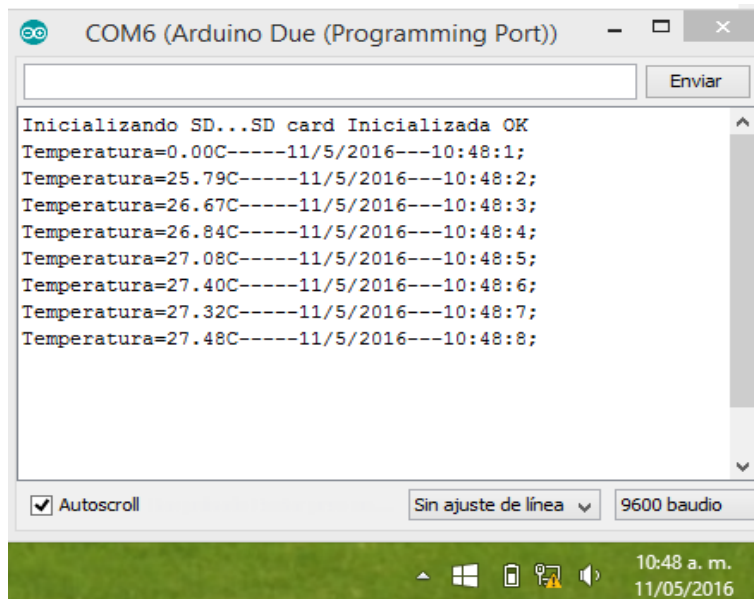 COM6 (Arduino Due (Programming Port))
Enviar
Inicializando SD...SD card Inicializada OK
Temperatura=0.00C-----11/5/2016---10:48:1;
Temperatura=25.79C-----11/5/2016---10:48:2;
Temperatura=26.67C-----11/5/2016---10:48:3;
Temperatura=26.84C-----11/5/2016---10:48:4;
Temperatura=27.08C-----11/5/2016---10:48:5;
Temperatura=27.40C-----11/5/2016---10:48:6;
Temperatura=27.32C-----11/5/2016---10:48:7;
Temperatura=27.48C-----11/5/2016---10:48:8;
Autoscroll Sin ajuste de línea 9600 baudio
10:48 a. m.
11/05/2016